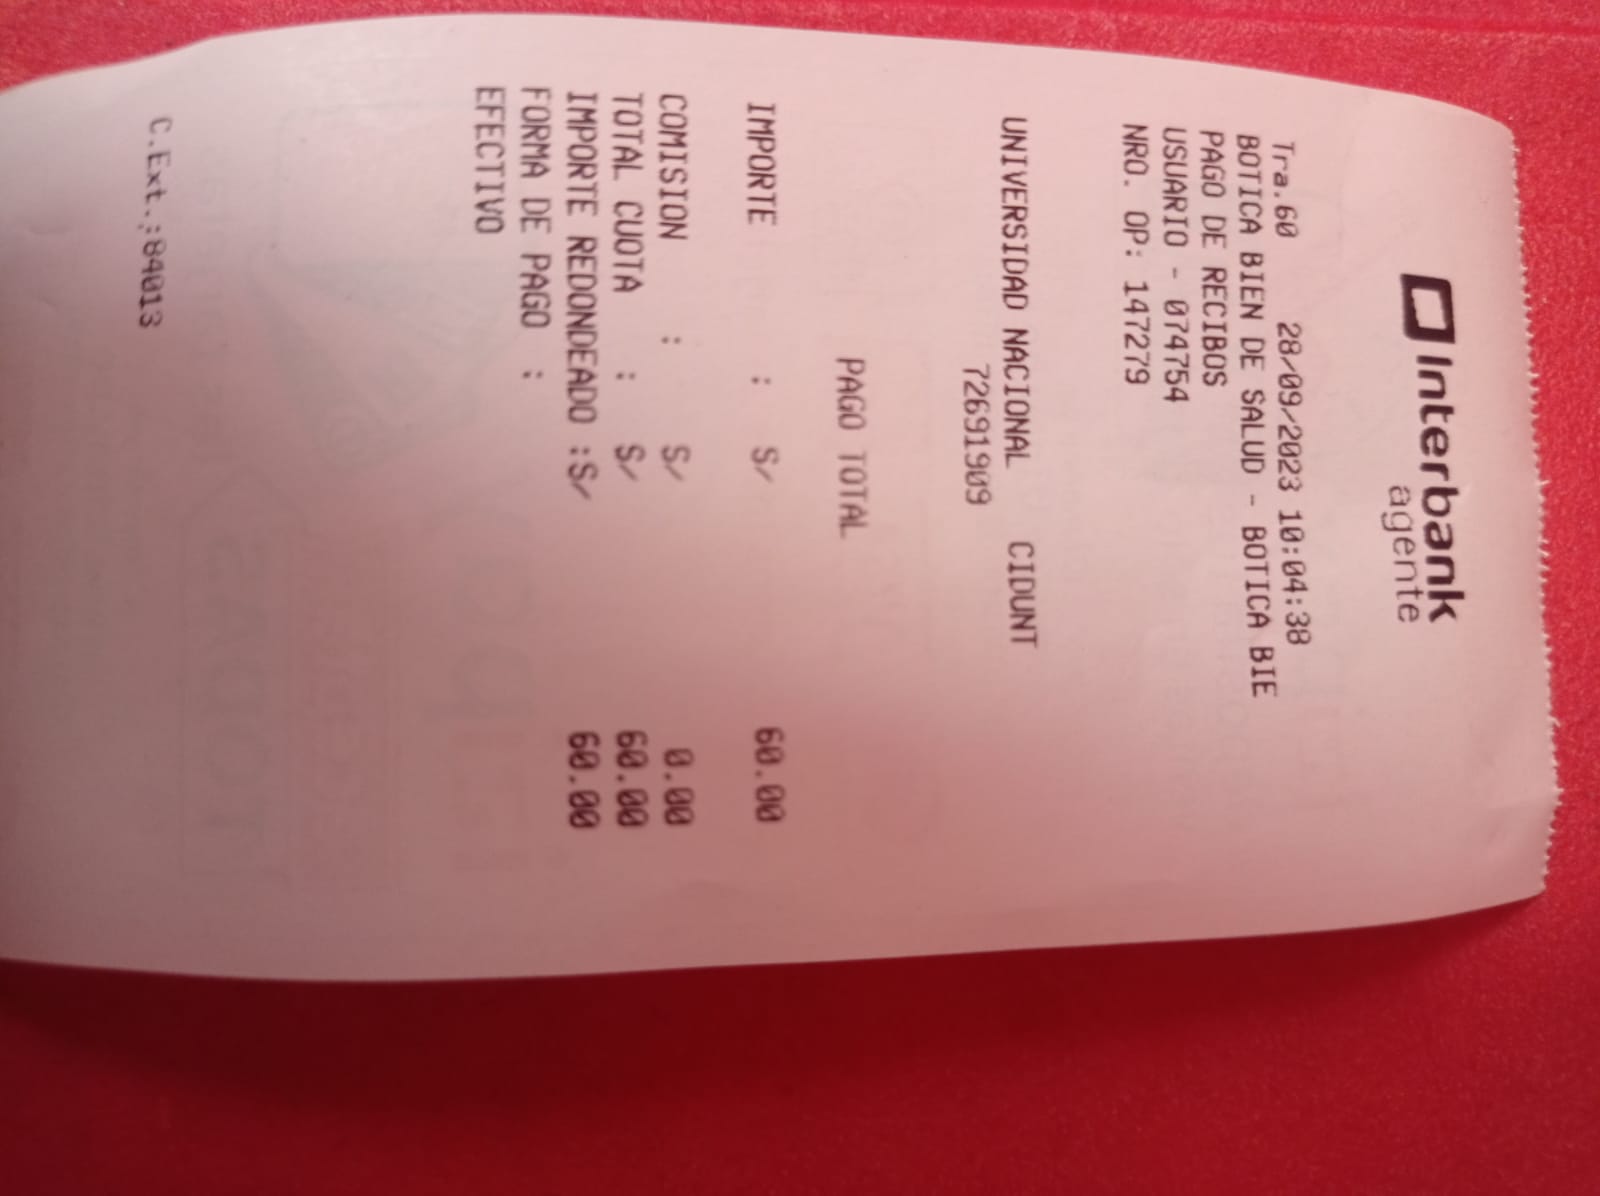 Interbank
agente
Tra.60 28/09/2023 10:04:38
BOTICA BIEN DE SALUD - BOTICA BIE
PAGO DE RECIBOS
USUARIO - 074754
NRO. OP: 147279
UNIVERSIDAD NACIONAL CIDUNT
72691909
PAGO TOTAL
IMPORTE : S/ 60.00
COMISION : S/ 0.00
TOTAL CUOTA : S/ 60.00
IMPORTE REDONDEADO :S/ 60.00
FORMA DE PAGO :
EFECTIVO
C.Ext.:84013